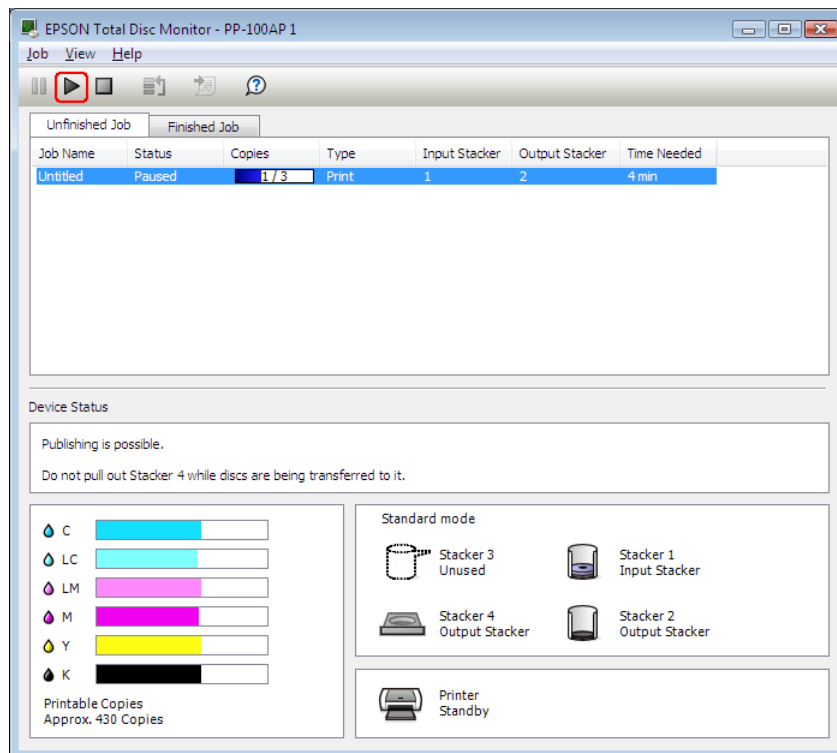 EPSON Total Disc Monitor - PP-100AP 1
Job View Help
Unfinished Job Finished Job
Job Name Status Copies Type Input Stacker Output Stacker Time Needed
Untitled Paused 1 / 3 Print 1 2 4 min
Device Status
Publishing is possible.
Do not pull out Stacker 4 while discs are being transferred to it.
C
LC
LM
M
Y
K
Printable Copies
Approx. 430 Copies
Standard mode
Stacker 3
Unused
Stacker 1
Input Stacker
Stacker 4
Output Stacker
Stacker 2
Output Stacker
Printer
Standby